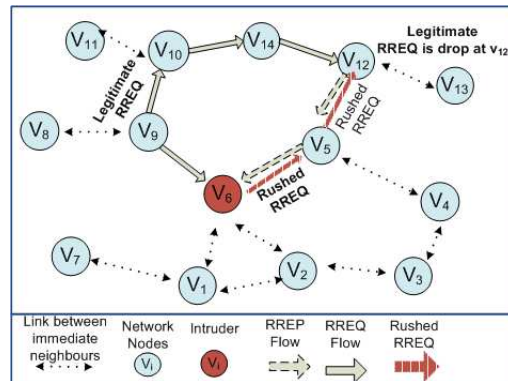 V11
V10
V14
V12
Legitimate
RREQ is drop at v12
V13
Legitimate
RREQ
Rushed
RREQ
V8
V9
V5
Rushed
RREQ
V6
V4
V7
V1
V2
V3
Link between
immediate
neighbours
Network
Nodes
Vi
Intruder
Vi
RREP
Flow
RREQ
Flow
Rushed
RREQ